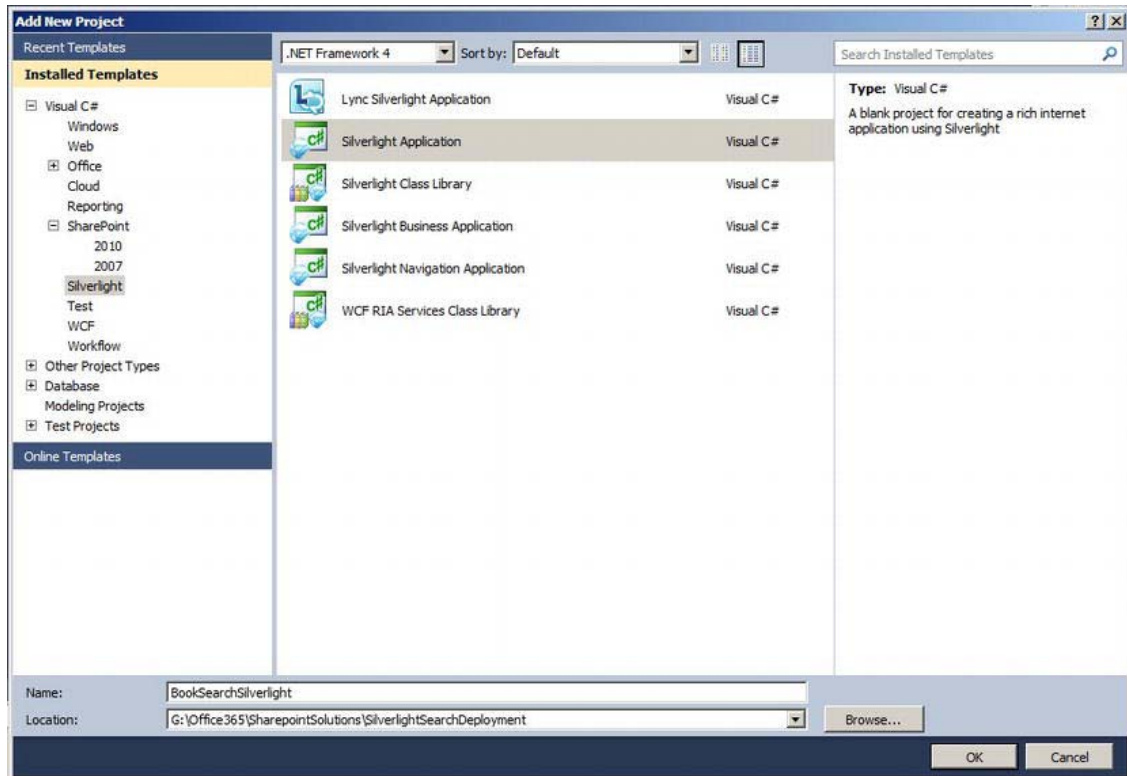 Add New Project
Recent Templates
Installed Templates
Visual C#
Windows
Web
Office
Cloud
Reporting
SharePoint
2010
2007
Silverlight
Test
WCF
Workflow
Other Project Types
Database
Modeling Projects
Test Projects
Online Templates
.NET Framework 4 Sort by: Default
Lync Silverlight Application Visual C#
Silverlight Application Visual C#
Silverlight Class Library Visual C#
Silverlight Business Application Visual C#
Silverlight Navigation Application Visual C#
WCF RIA Services Class Library Visual C#
Search Installed Templates
Type: Visual C#
A blank project for creating a rich internet
application using Silverlight
Name: BookSearchSilverlight
Location: G:\Office365\SharepointSolutions\SilverlightSearchDeployment Browse...
OK Cancel